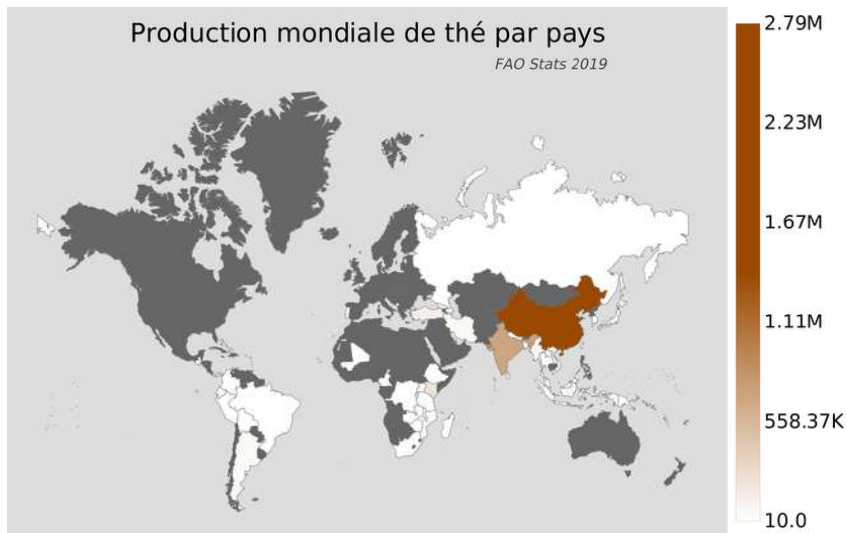 Production mondiale de thé par pays
FAO Stats 2019
2.79M
2.23M
1.67M
1.11M
558.37K
10.0